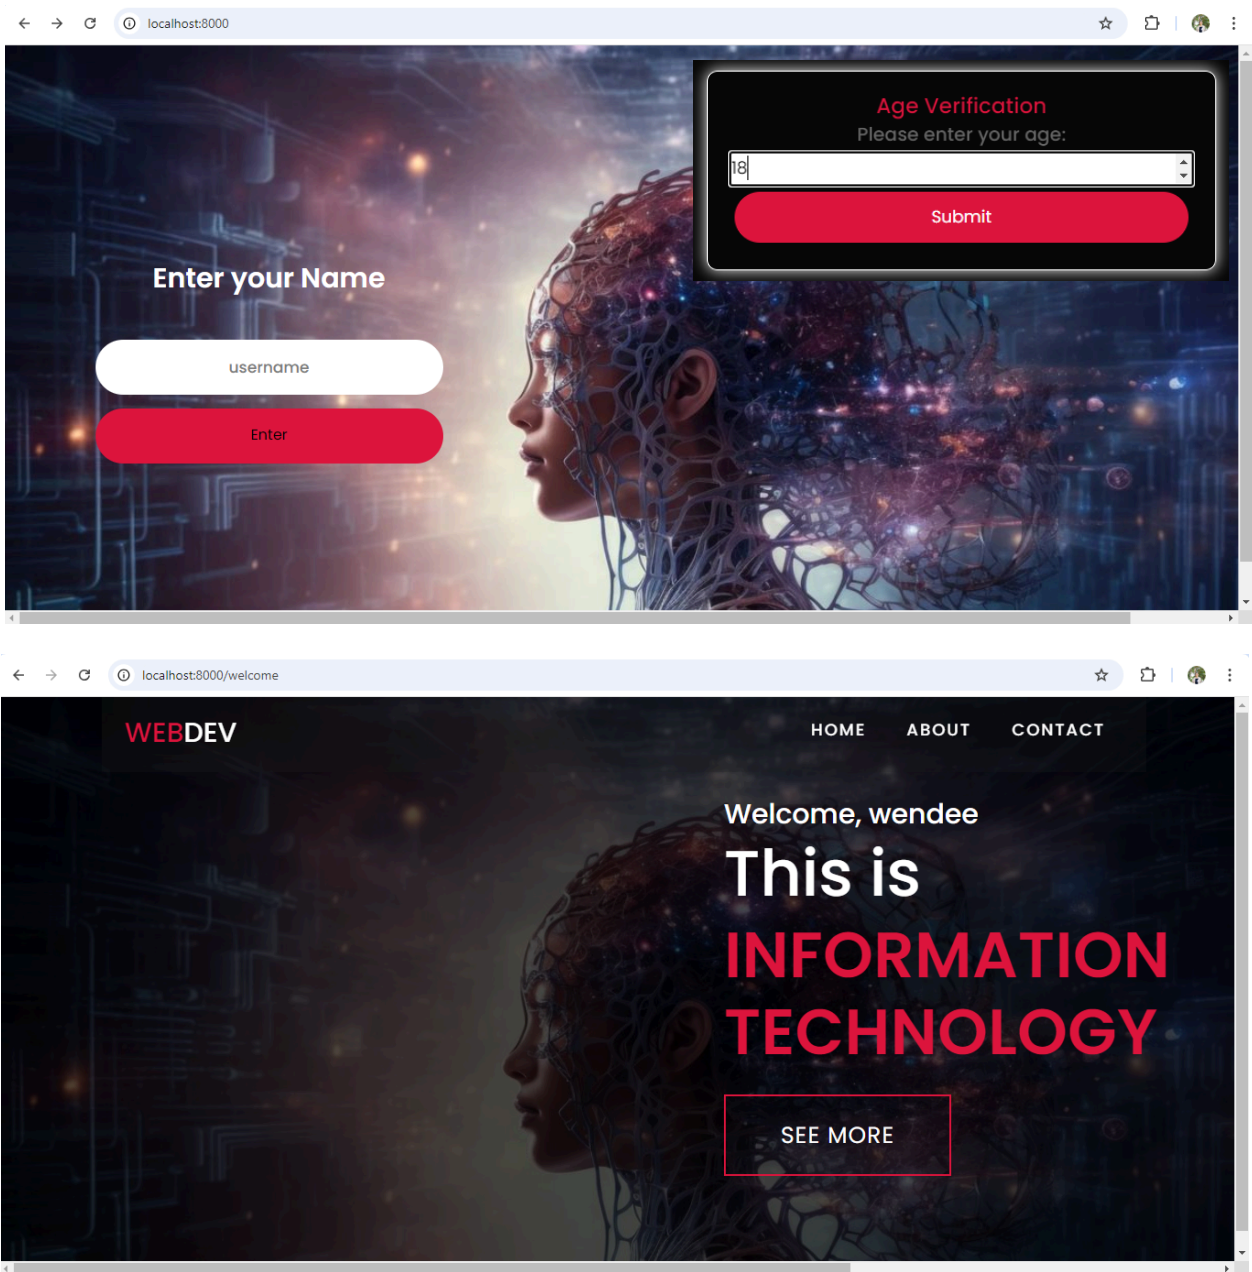 localhost:8000
Age Verification
Please enter your age:
18
Submit
Enter your Name
username
Enter
localhost:8000/welcome
WEBDEV
HOME ABOUT CONTACT
Welcome, wendee
This is
INFORMATION
TECHNOLOGY
SEE MORE